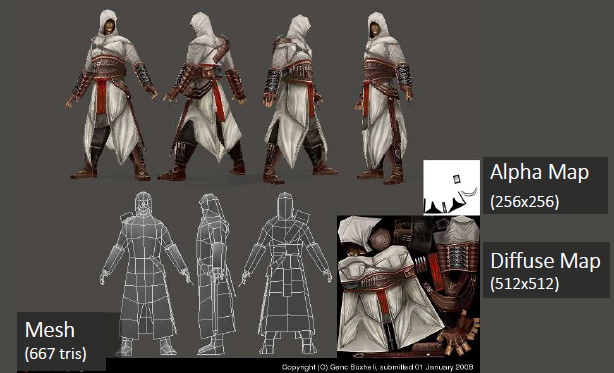 Alpha Map
(256x256)
Diffuse Map
(512x512)
Mesh
(667 tris)
Copyright (C) Genc Buxheli, submitted 01 January 2008